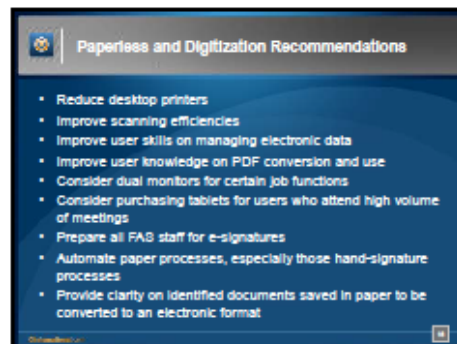 Paperless and Digitization Recommendations
• Reduce desktop printers
• Improve scanning efficiencies
• Improve user skills on managing electronic data
• Improve user knowledge on PDF conversion and use
• Consider dual monitors for certain job functions
• Consider purchasing tablets for users who attend high volume
of meetings
• Prepare all FAS staff for e-signatures
• Automate paper processes, especially those hand-signature
processes
• Provide clarity on identified documents saved in paper to be
converted to an electronic format